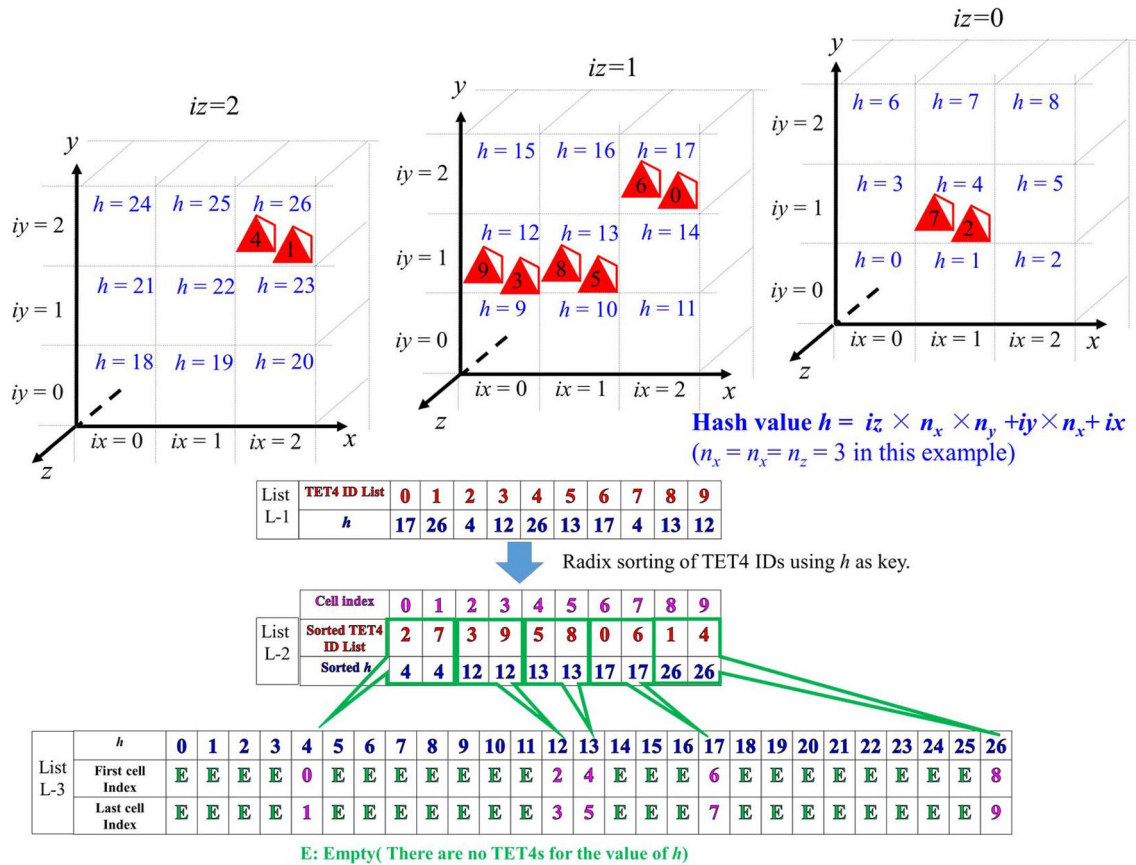 iz=2
y
iy = 2
h = 24 h = 25 h = 26
4 1
iy = 1
h = 21 h = 22 h = 23
iy = 0
h = 18 h = 19 h = 20
ix = 0 ix = 1 ix = 2 x
z
iz=1
y
h = 15 h = 16 h = 17
iy = 2
6 0
h = 12 h = 13 h = 14
iy = 1
9 3 8 5
h = 9 h = 10 h = 11
iy = 0
ix = 0 ix = 1 ix = 2 x
z
iz=0
y
h = 6 h = 7 h = 8
iy = 2
h = 3 h = 4 h = 5
iy = 1
7 2
h = 0 h = 1 h = 2
iy = 0
ix = 0 ix = 1 ix = 2 x
z
Hash value h = iz × nx × ny +iy× nx+ ix
(nx = nx= nz = 3 in this example)
List L-1
TET4 ID List 0 1 2 3 4 5 6 7 8 9
h 17 26 4 12 26 13 17 4 13 12
Radix sorting of TET4 IDs using h as key.
List L-2
Cell index 0 1 2 3 4 5 6 7 8 9
Sorted TET4 ID List 2 7 3 9 5 8 0 6 1 4
Sorted h 4 4 12 12 13 13 17 17 26 26
List L-3
h 0 1 2 3 4 5 6 7 8 9 10 11 12 13 14 15 16 17 18 19 20 21 22 23 24 25 26
First cell Index E E E E 0 E E E E E E E 2 4 E E E 6 E E E E E E E E 8
Last cell Index E E E E 1 E E E E E E E 3 5 E E E 7 E E E E E E E E 9
E: Empty( There are no TET4s for the value of h)